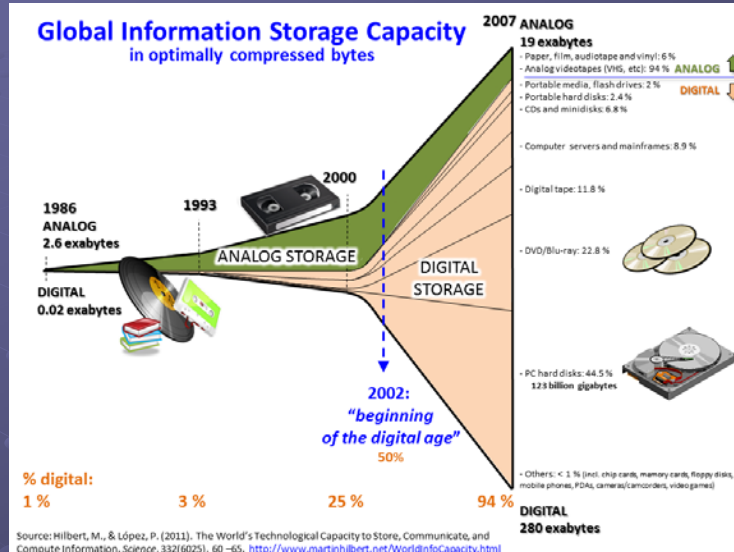 Global Information Storage Capacity
in optimally compressed bytes
2007 ANALOG
19 exabytes
- Paper, film, audiotape and vinyl: 6 %
- Analog videotapes (VHS, etc): 94 %
ANALOG
- Portable media, flash drives: 2 %
DIGITAL
- Portable hard disks: 2.4 %
- CDs and minidisks: 6.8 %
- Computer servers and mainframes: 8.9 %
- Digital tape: 11.8 %
- DVD/Blu-ray: 22.8 %
- PC hard disks: 44.5 %
123 billion gigabytes
- Others: < 1 % (incl. chip cards, memory cards, floppy disks,
mobile phones, PDAs, cameras/camcorders, video games)
DIGITAL
280 exabytes
1986
ANALOG
2.6 exabytes
DIGITAL
0.02 exabytes
1993
2000
ANALOG STORAGE
DIGITAL
STORAGE
2002:
"beginning
of the digital age"
50%
% digital:
1 %
3 %
25 %
94 %
Source: Hilbert, M., & López, P. (2011). The World's Technological Capacity to Store, Communicate, and
Compute Information. Science, 332(6025), 60 –65. http://www.martinhilbert.net/WorldInfoCapacity.html